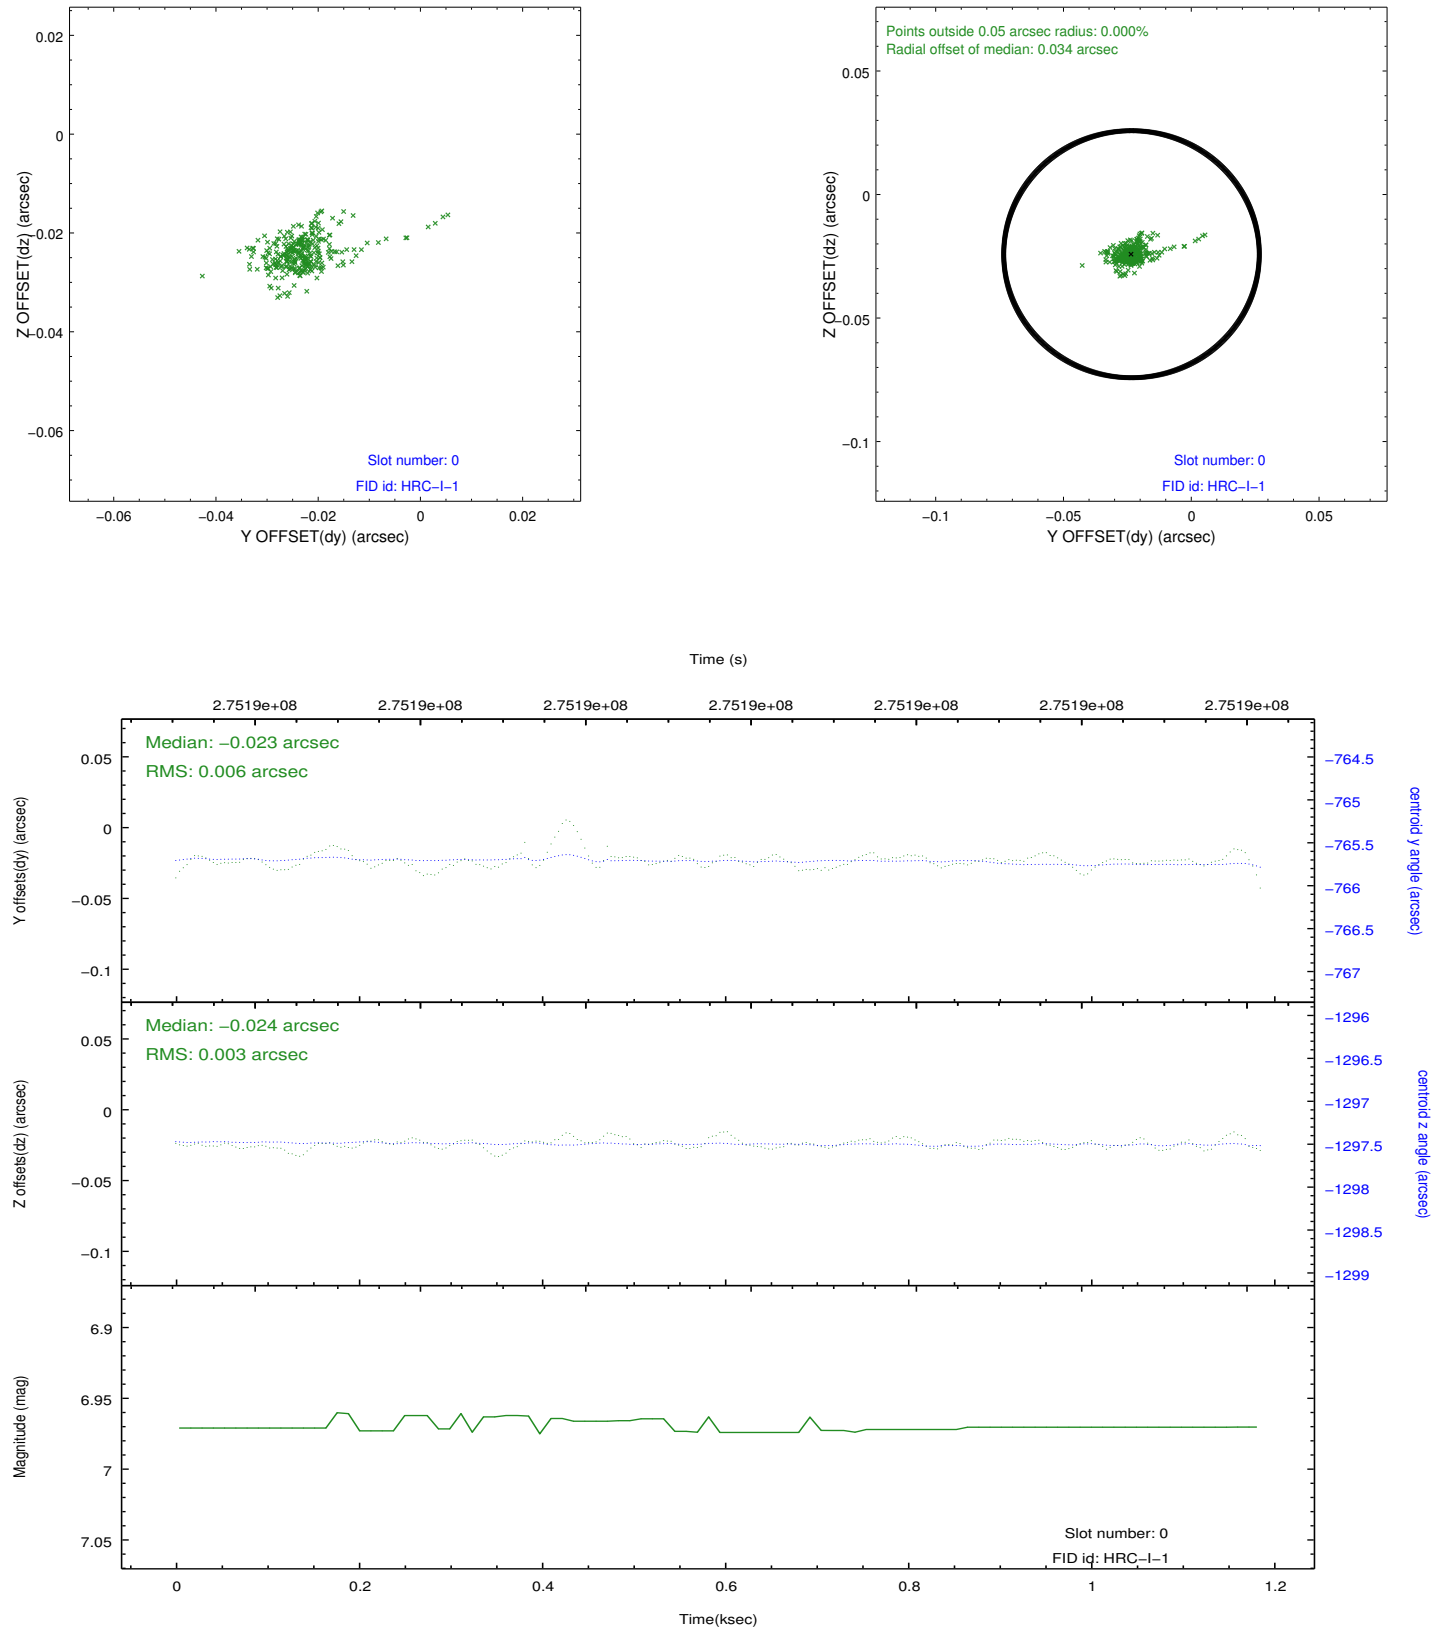 0.02
0
−0.02
−0.04
−0.06
Z OFFSET(dz) (arcsec)
Slot number: 0
FID id: HRC−I−1
−0.06
−0.04
−0.02
0
0.02
Y OFFSET(dy) (arcsec)
Points outside 0.05 arcsec radius: 0.000%
Radial offset of median: 0.034 arcsec
0.05
0
−0.05
−0.1
Z OFFSET(dz) (arcsec)
Slot number: 0
FID id: HRC−I−1
−0.1
−0.05
0
0.05
Y OFFSET(dy) (arcsec)
Time (s)
2.7519e+08
2.7519e+08
2.7519e+08
2.7519e+08
2.7519e+08
2.7519e+08
2.7519e+08
Median: −0.023 arcsec
RMS: 0.006 arcsec
0.05
0
−0.05
−0.1
Y offsets(dy) (arcsec)
−764.5
−765
−765.5
−766
−766.5
−767
centroid y angle (arcsec)
Median: −0.024 arcsec
RMS: 0.003 arcsec
0.05
0
−0.05
−0.1
Z offsets(dz) (arcsec)
−1296
−1296.5
−1297
−1297.5
−1298
−1298.5
−1299
centroid z angle (arcsec)
6.9
6.95
7
7.05
Magnitude (mag)
Slot number: 0
FID id: HRC−I−1
0
0.2
0.4
0.6
0.8
1
1.2
Time(ksec)